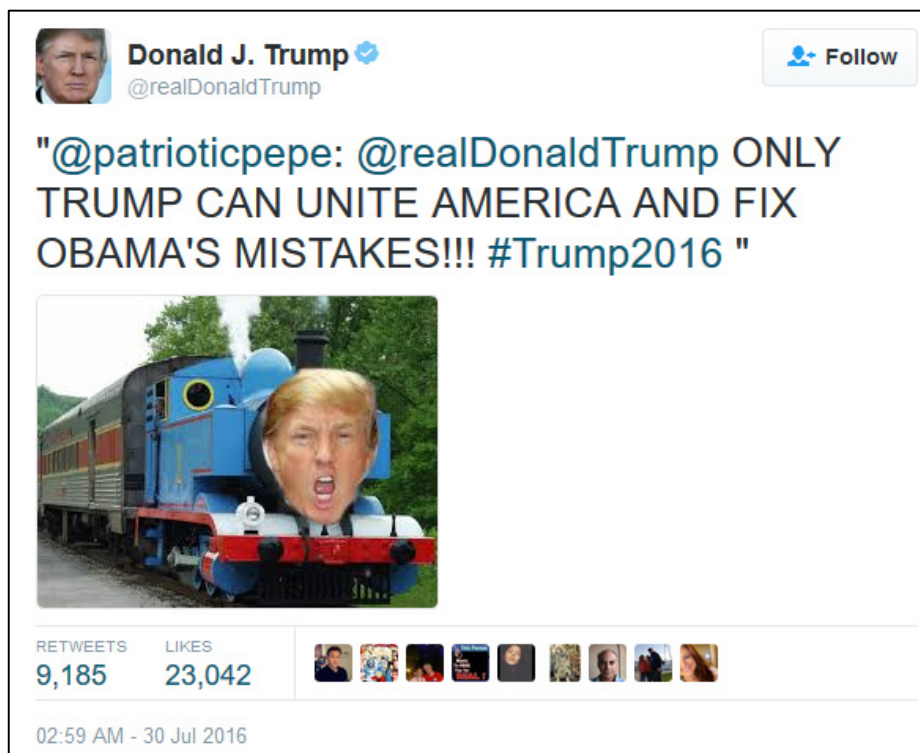 Donald J. Trump
@realDonaldTrump
Follow
"@patrioticpepe: @realDonaldTrump ONLY
TRUMP CAN UNITE AMERICA AND FIX
OBAMA'S MISTAKES!!! #Trump2016 "
RETWEETS
LIKES
9,185
23,042
02:59 AM - 30 Jul 2016